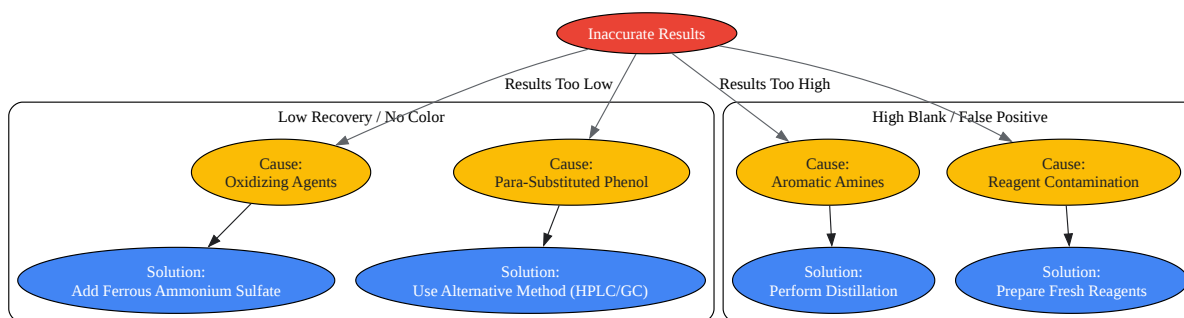 Inaccurate Results
Results Too Low
Results Too High
Low Recovery / No Color
High Blank / False Positive
Cause:
Oxidizing Agents
Cause:
Para-Substituted Phenol
Cause:
Aromatic Amines
Cause:
Reagent Contamination
Solution:
Add Ferrous Ammonium Sulfate
Solution:
Use Alternative Method (HPLC/GC)
Solution:
Perform Distillation
Solution:
Prepare Fresh Reagents